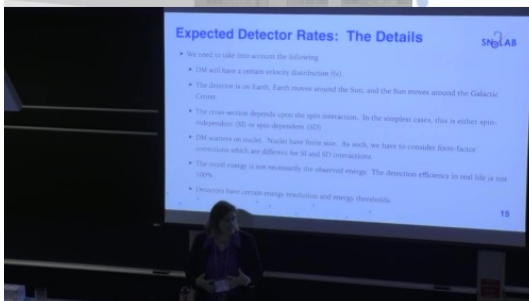 Expected Detector Rates: The Details
SNOLAB
▸ We need to take into account the following
▸ DM will have a certain velocity distribution f(v).
▸ The detector is on Earth, Earth moves around the Sun, and the Sun moves around the Galactic
Center.
▸ The cross-section depends upon the spin interaction. In the simplest cases, this is either spin-
independent (SI) or spin-dependent (SD)
▸ DM scatters on nuclei. Nuclei have finite size. As such, we have to consider form-factor
corrections which are different for SI and SD interactions.
▸ The recoil energy is not necessarily the observed energy. The detection efficiency in real life is not
100%.
▸ Detectors have certain energy resolution and energy thresholds.
15